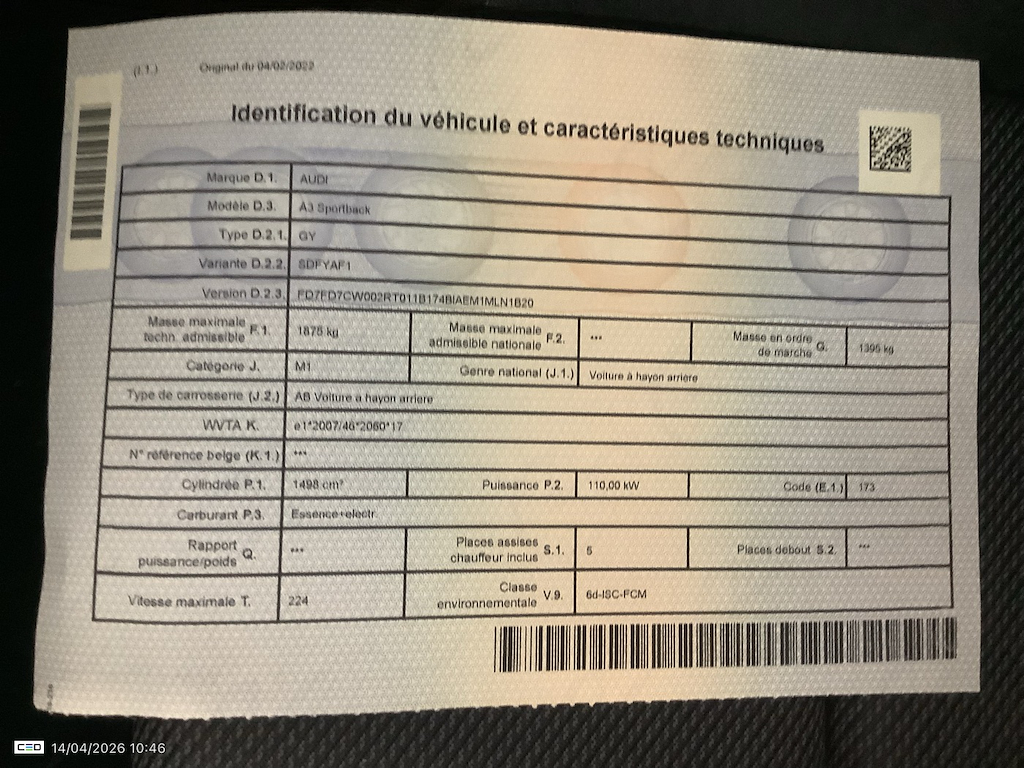 (I.1.) Original du 04/02/2022
Identification du véhicule et caractéristiques techniques
Marque D.1. AUDI
Modèle D.3. A3 Sportback
Type D.2.1. GY
Variante D.2.2. SDFYAF1
Version D.2.3. FD7FD7CW002RT011B174BIAEM1MLN1B20
Masse maximale techn. admissible F.1. 1875 kg Masse maximale admissible nationale F.2. *** Masse en ordre de marche G. 1395 kg
Catégorie J. M1 Genre national (J.1.) Voiture à hayon arriere
Type de carrosserie (J.2.) AB Voiture a hayon arriere
WVTA K. e1*2007/46*2060*17
N° référence belge (K.1.) ***
Cylindrée P.1. 1498 cm³ Puissance P.2. 110,00 kW Code (E.1.) 173
Carburant P.3. Essence+electr.
Rapport puissance/poids Q. *** Places assises chauffeur inclus S.1. 5 Places debout S.2. ***
Vitesse maximale T. 224 Classe environnementale V.9. 6d-ISC-FCM
CEO 14/04/2026 10:46